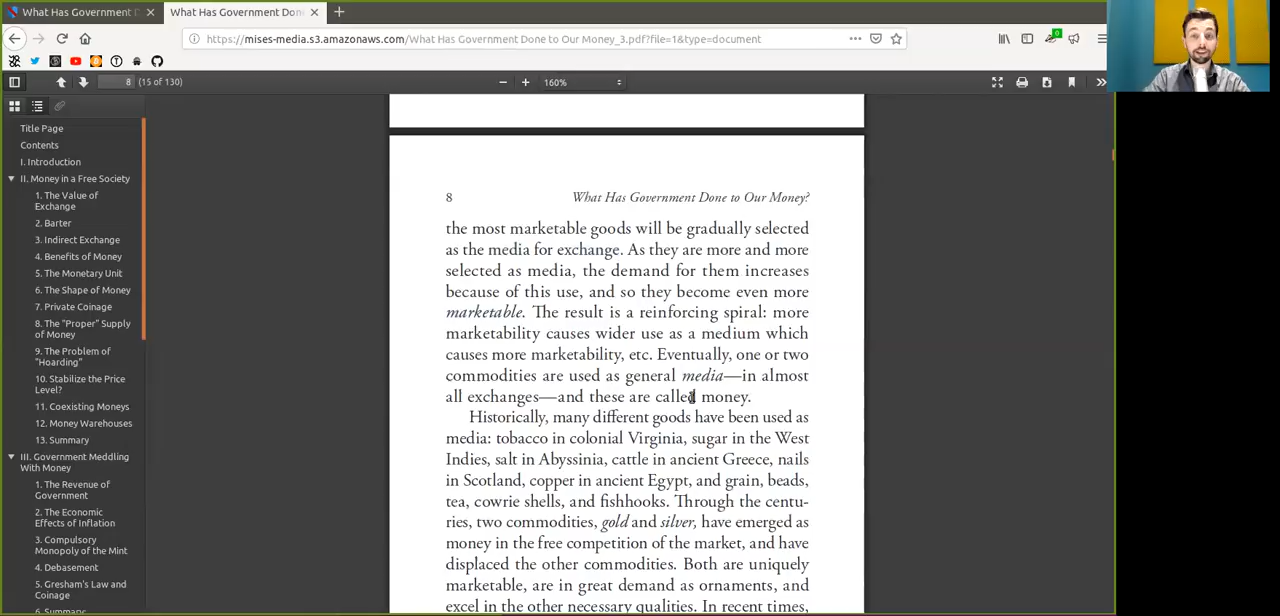 What Has Government
What Has Government Don
https://mises-media.s3.amazonaws.com/What Has Government Done to Our Money_3.pdf?file=1&type=document
0
8
(15 of 130)
160%
Title Page
Contents
I. Introduction
II. Money in a Free Society
1. The Value of
Exchange
2. Barter
3. Indirect Exchange
4. Benefits of Money
5. The Monetary Unit
6. The Shape of Money
7. Private Coinage
8. The "Proper" Supply
of Money
9. The Problem of
"Hoarding"
10. Stabilize the Price
Level?
11. Coexisting Moneys
12. Money Warehouses
13. Summary
III. Government Meddling
With Money
1. The Revenue of
Government
2. The Economic
Effects of Inflation
3. Compulsory
Monopoly of the Mint
4. Debasement
5. Gresham's Law and
Coinage
6. Summary
8 What Has Government Done to Our Money?
the most marketable goods will be gradually selected
as the media for exchange. As they are more and more
selected as media, the demand for them increases
because of this use, and so they become even more
marketable. The result is a reinforcing spiral: more
marketability causes wider use as a medium which
causes more marketability, etc. Eventually, one or two
commodities are used as general media—in almost
all exchanges—and these are called money.
Historically, many different goods have been used as
media: tobacco in colonial Virginia, sugar in the West
Indies, salt in Abyssinia, cattle in ancient Greece, nails
in Scotland, copper in ancient Egypt, and grain, beads,
tea, cowrie shells, and fishhooks. Through the centu-
ries, two commodities, gold and silver, have emerged as
money in the free competition of the market, and have
displaced the other commodities. Both are uniquely
marketable, are in great demand as ornaments, and
excel in the other necessary qualities. In recent times,